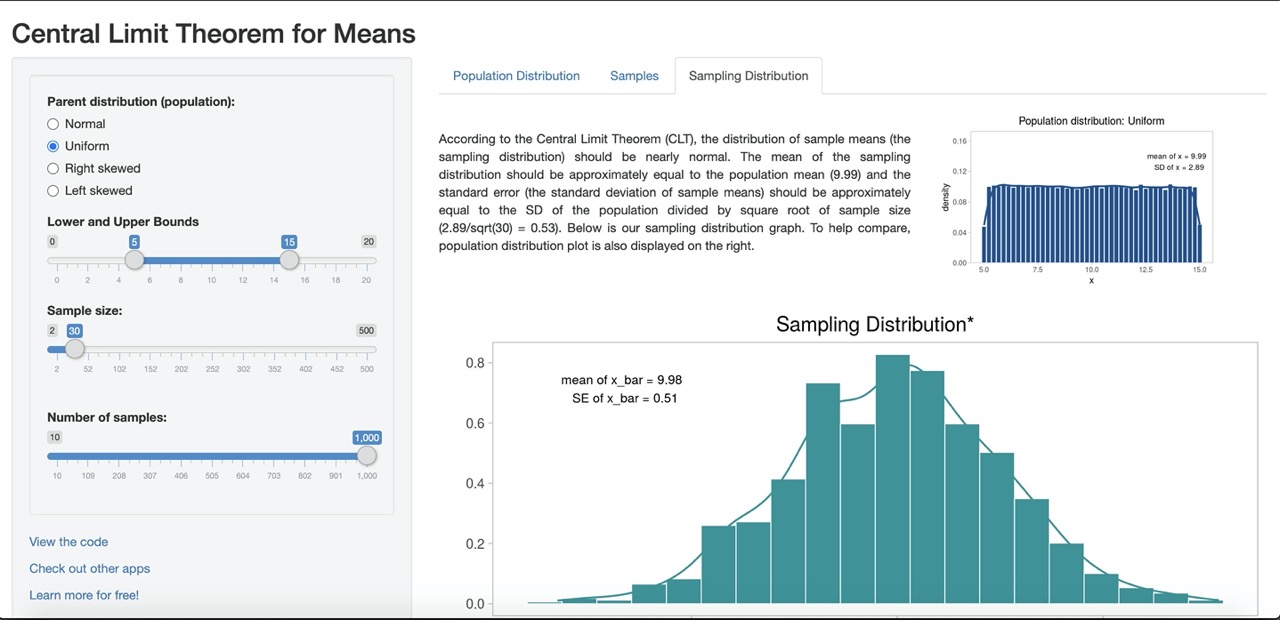 Central Limit Theorem for Means
Parent distribution (population):
Normal
Uniform
Right skewed
Left skewed
Lower and Upper Bounds
0 5 15 20
0 2 4 6 8 10 12 14 16 18 20
Sample size:
2 30 500
2 52 102 152 202 252 302 352 402 452 500
Number of samples:
10 1,000
10 109 208 307 406 505 604 703 802 901 1,000
View the code
Check out other apps
Learn more for free!
Population Distribution Samples Sampling Distribution
According to the Central Limit Theorem (CLT), the distribution of sample means (the
sampling distribution) should be nearly normal. The mean of the sampling
distribution should be approximately equal to the population mean (9.99) and the
standard error (the standard deviation of sample means) should be approximately
equal to the SD of the population divided by square root of sample size
(2.89/sqrt(30) = 0.53). Below is our sampling distribution graph. To help compare,
population distribution plot is also displayed on the right.
Population distribution: Uniform
mean of x = 9.99
SD of x = 2.89
density
0.16
0.12
0.08
0.04
0.00
5.0 7.5 10.0 12.5 15.0
x
Sampling Distribution*
mean of x_bar = 9.98
SE of x_bar = 0.51
0.8
0.6
0.4
0.2
0.0